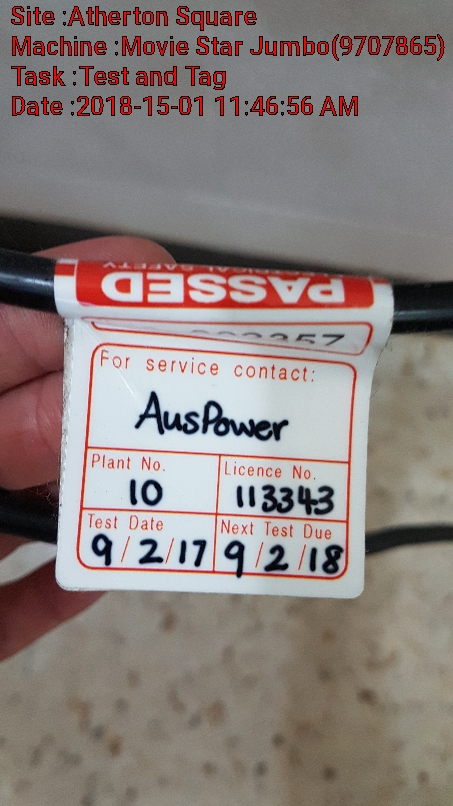 Site :Atherton Square
Machine :Movie Star Jumbo(9707865)
Task :Test and Tag
Date :2018-15-01 11:46:56 AM
ELECTRICAL SAFETY
PASSED
For service contact:
AusPower
Plant No.
10
Licence No.
113343
Test Date
9/2/17
Next Test Due
9/2/18